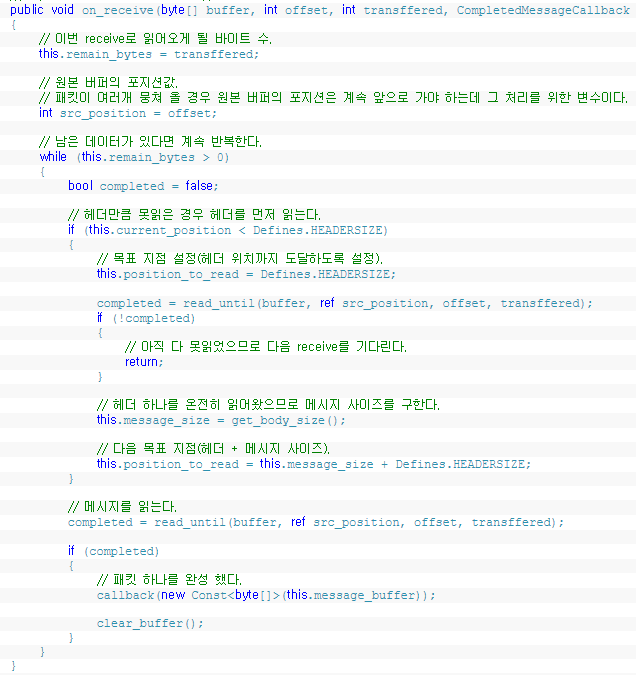 public void on_receive(byte[] buffer, int offset, int transffered, CompletedMessageCallback
{
// 이번 receive로 읽어오게 될 바이트 수.
this.remain_bytes = transffered;
// 원본 버퍼의 포지션값.
// 패킷이 여러개 뭉쳐 올 경우 원본 버퍼의 포지션은 계속 앞으로 가야 하는데 그 처리를 위한 변수이다.
int src_position = offset;
// 남은 데이터가 있다면 계속 반복한다.
while (this.remain_bytes > 0)
{
bool completed = false;
// 헤더만큼 못읽은 경우 헤더를 먼저 읽는다.
if (this.current_position < Defines.HEADERSIZE)
{
// 목표 지점 설정(헤더 위치까지 도달하도록 설정).
this.position_to_read = Defines.HEADERSIZE;
completed = read_until(buffer, ref src_position, offset, transffered);
if (!completed)
{
// 아직 다 못읽었으므로 다음 receive를 기다린다.
return;
}
// 헤더 하나를 온전히 읽어왔으므로 메시지 사이즈를 구한다.
this.message_size = get_body_size();
// 다음 목표 지점(헤더 + 메시지 사이즈).
this.position_to_read = this.message_size + Defines.HEADERSIZE;
}
// 메시지를 읽는다.
completed = read_until(buffer, ref src_position, offset, transffered);
if (completed)
{
// 패킷 하나를 완성 했다.
callback(new Const<byte[]>(this.message_buffer));
clear_buffer();
}
}
}